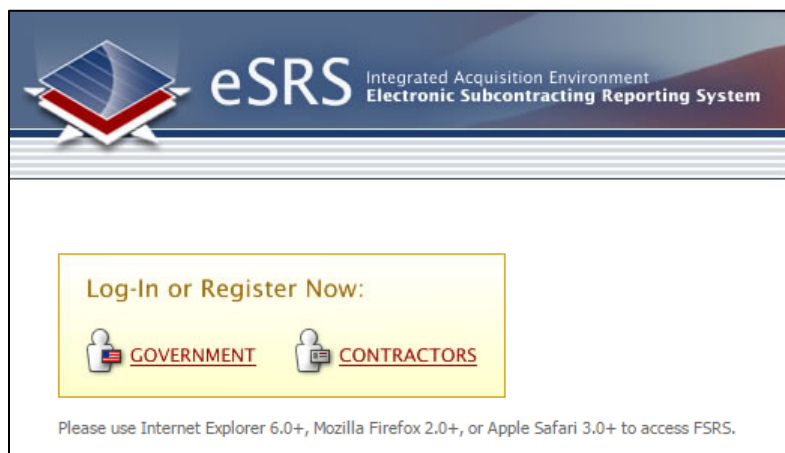 eSRS
Integrated Acquisition Environment
Electronic Subcontracting Reporting System
Log-In or Register Now:
GOVERNMENT CONTRACTORS
Please use Internet Explorer 6.0+, Mozilla Firefox 2.0+, or Apple Safari 3.0+ to access FSRS.